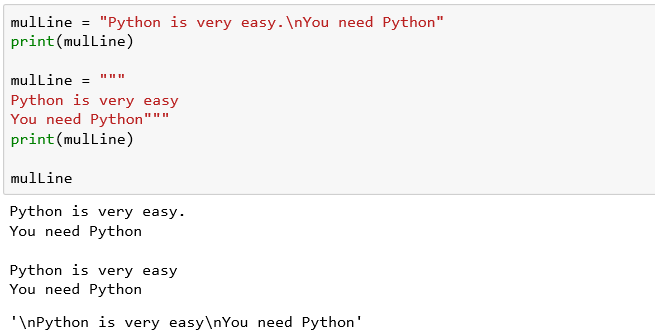 mulLine = "Python is very easy.\nYou need Python"
print(mulLine)
mulLine = """
Python is very easy
You need Python"""
print(mulLine)
mulLine
Python is very easy.
You need Python
Python is very easy
You need Python
'\nPython is very easy\nYou need Python'